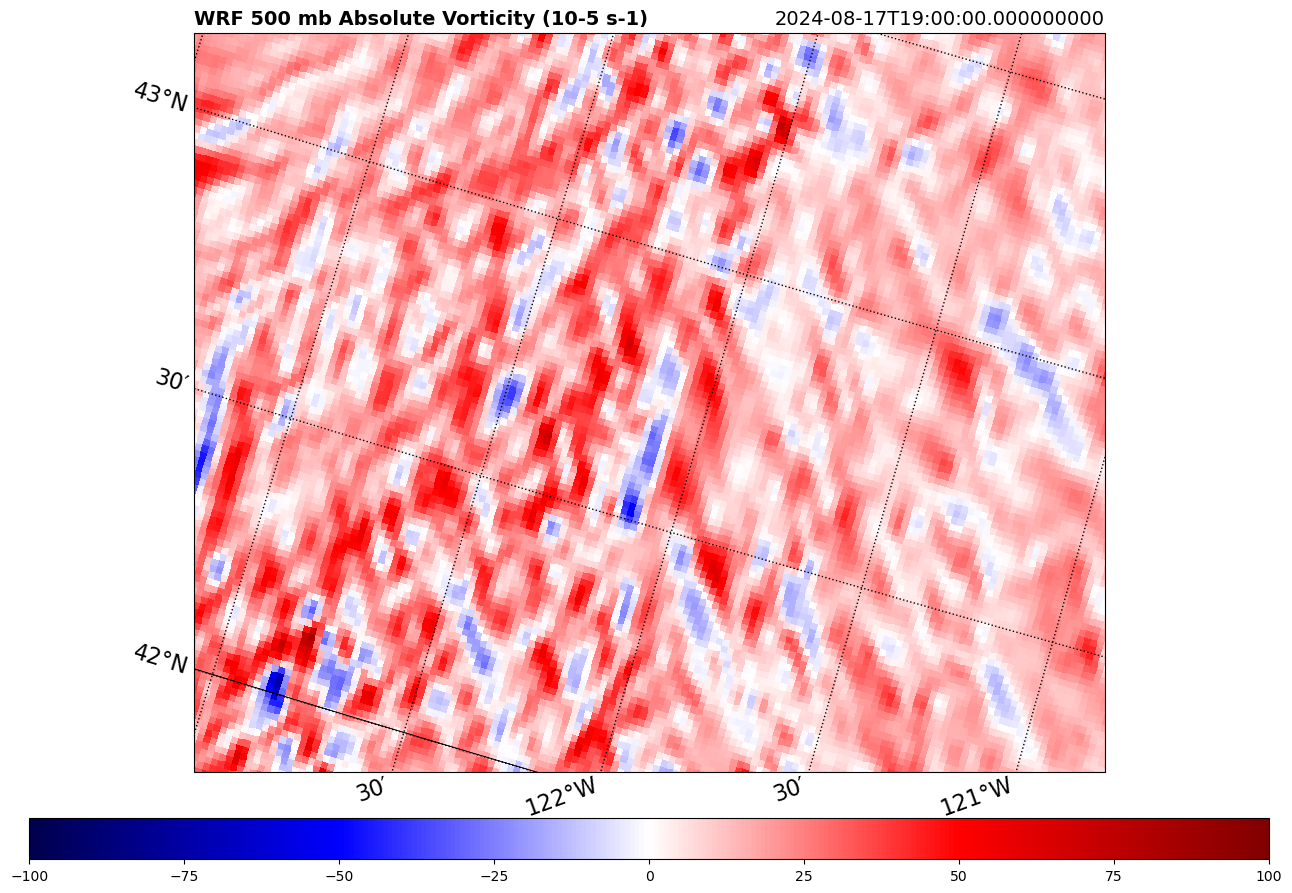 WRF 500 mb Absolute Vorticity (10-5 s-1) 2024-08-17T19:00:00.000000000
43°N
30′
42°N
30′ 122°W 30′ 121°W
−100 −75 −50 −25 0 25 50 75 100